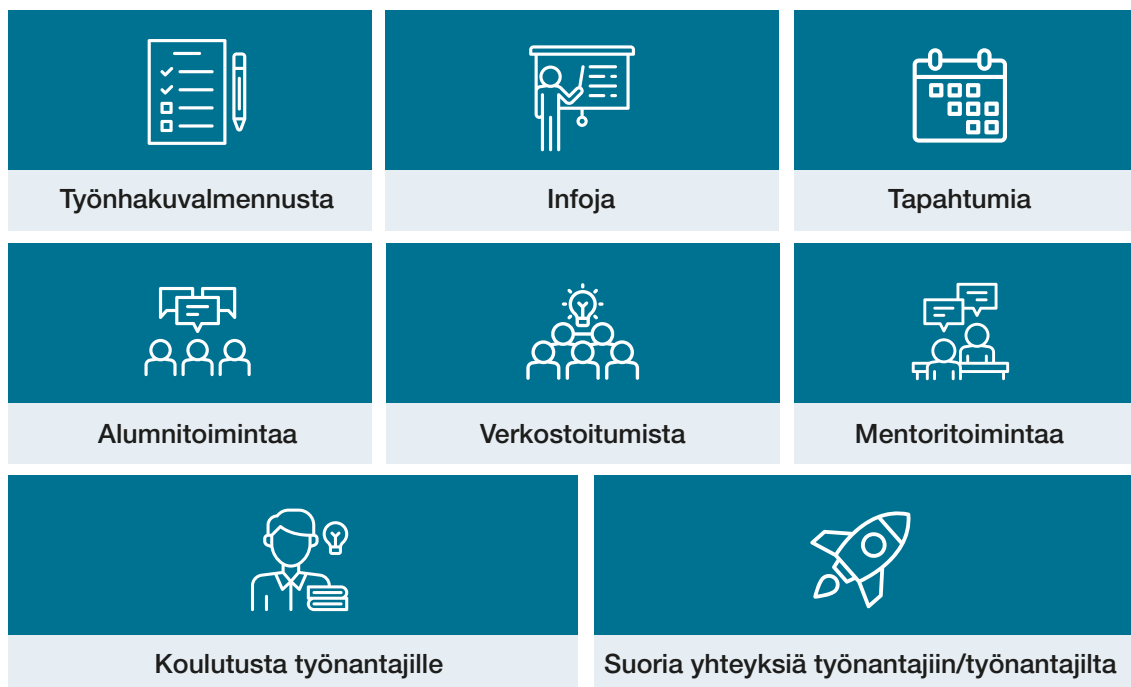 Työnhakuvalmennusta
Infoja
Tapahtumia
Alumnitoimintaa
Verkostoitumista
Mentoritoimintaa
Koulutusta työnantajille
Suoria yhteyksiä työnantajiin/työnantajilta